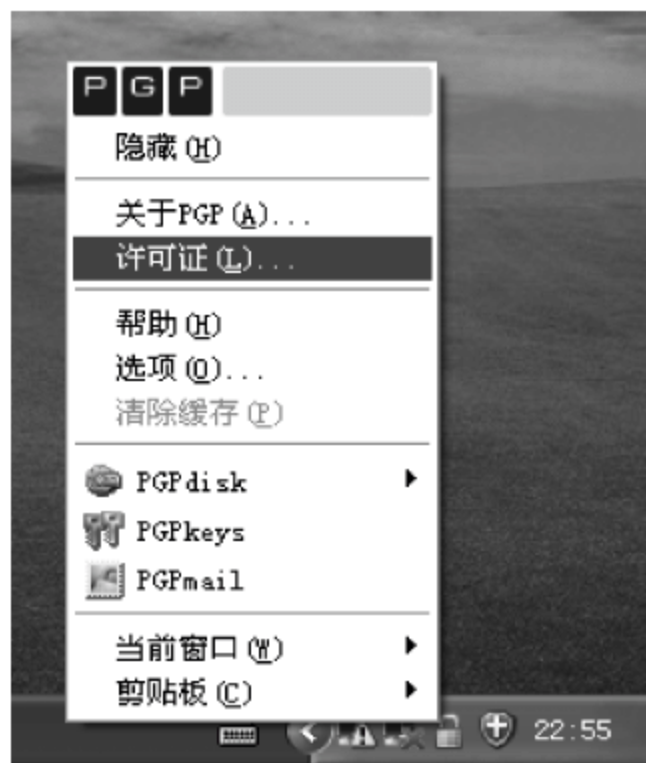 PGP
隐藏(H)
关于PGP(A)...
许可证(L)...
帮助(H)
选项(O)...
清除缓存(P)
PGPdisk
PGPkeys
PGPmail
当前窗口(W)
剪贴板(C)
22:55